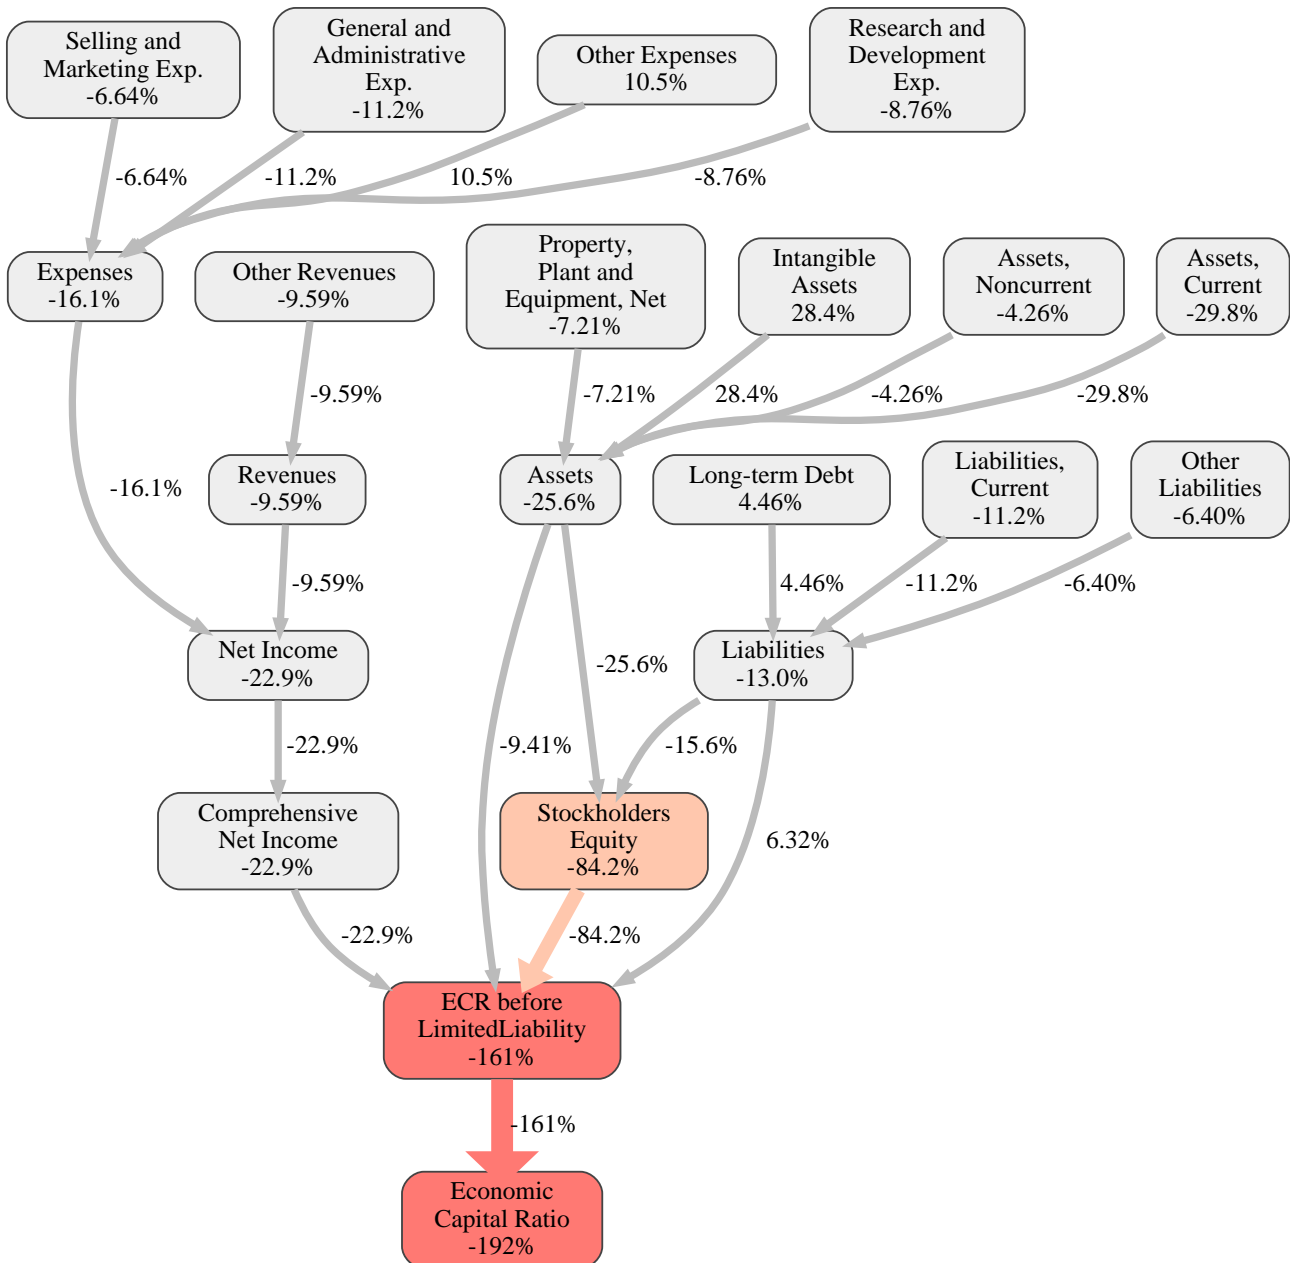 Selling and
Marketing Exp.
-6.64%
General and
Administrative
Exp.
-11.2%
Other Expenses
10.5%
Research and
Development
Exp.
-8.76%
-6.64%
-11.2%
10.5%
-8.76%
Expenses
-16.1%
Other Revenues
-9.59%
Property,
Plant and
Equipment, Net
-7.21%
Intangible
Assets
28.4%
Assets,
Noncurrent
-4.26%
Assets,
Current
-29.8%
-9.59%
-7.21%
28.4%
-4.26%
-29.8%
-16.1%
Revenues
-9.59%
Assets
-25.6%
Long-term Debt
4.46%
Liabilities,
Current
-11.2%
Other
Liabilities
-6.40%
-9.59%
4.46%
-11.2%
-6.40%
Net Income
-22.9%
-25.6%
Liabilities
-13.0%
-22.9%
-9.41%
-15.6%
Comprehensive
Net Income
-22.9%
Stockholders
Equity
-84.2%
6.32%
-22.9%
-84.2%
ECR before
LimitedLiability
-161%
-161%
Economic
Capital Ratio
-192%